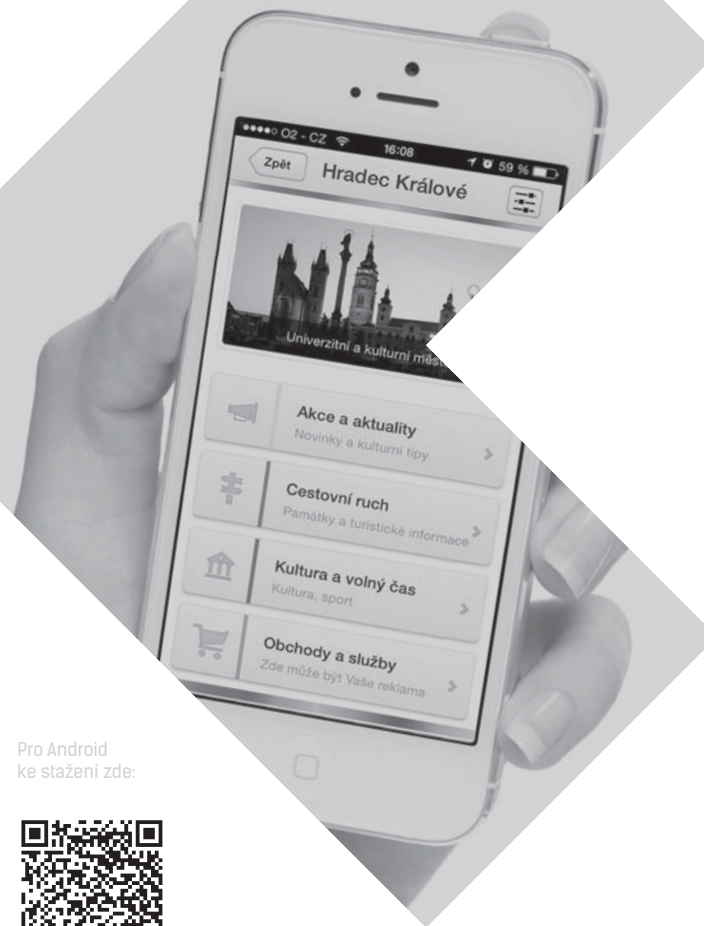 O2 - CZ 16:08 59 %
Zpět Hradec Králové
Univerzitní a kulturní
Akce a aktuality
Novinky a kulturní tipy
Cestovní ruch
Památky a turistické informace
Kultura a volný čas
Kultura, sport
Obchody a služby
Zde může být Vaše reklama
Pro Android
ke stažení zde: